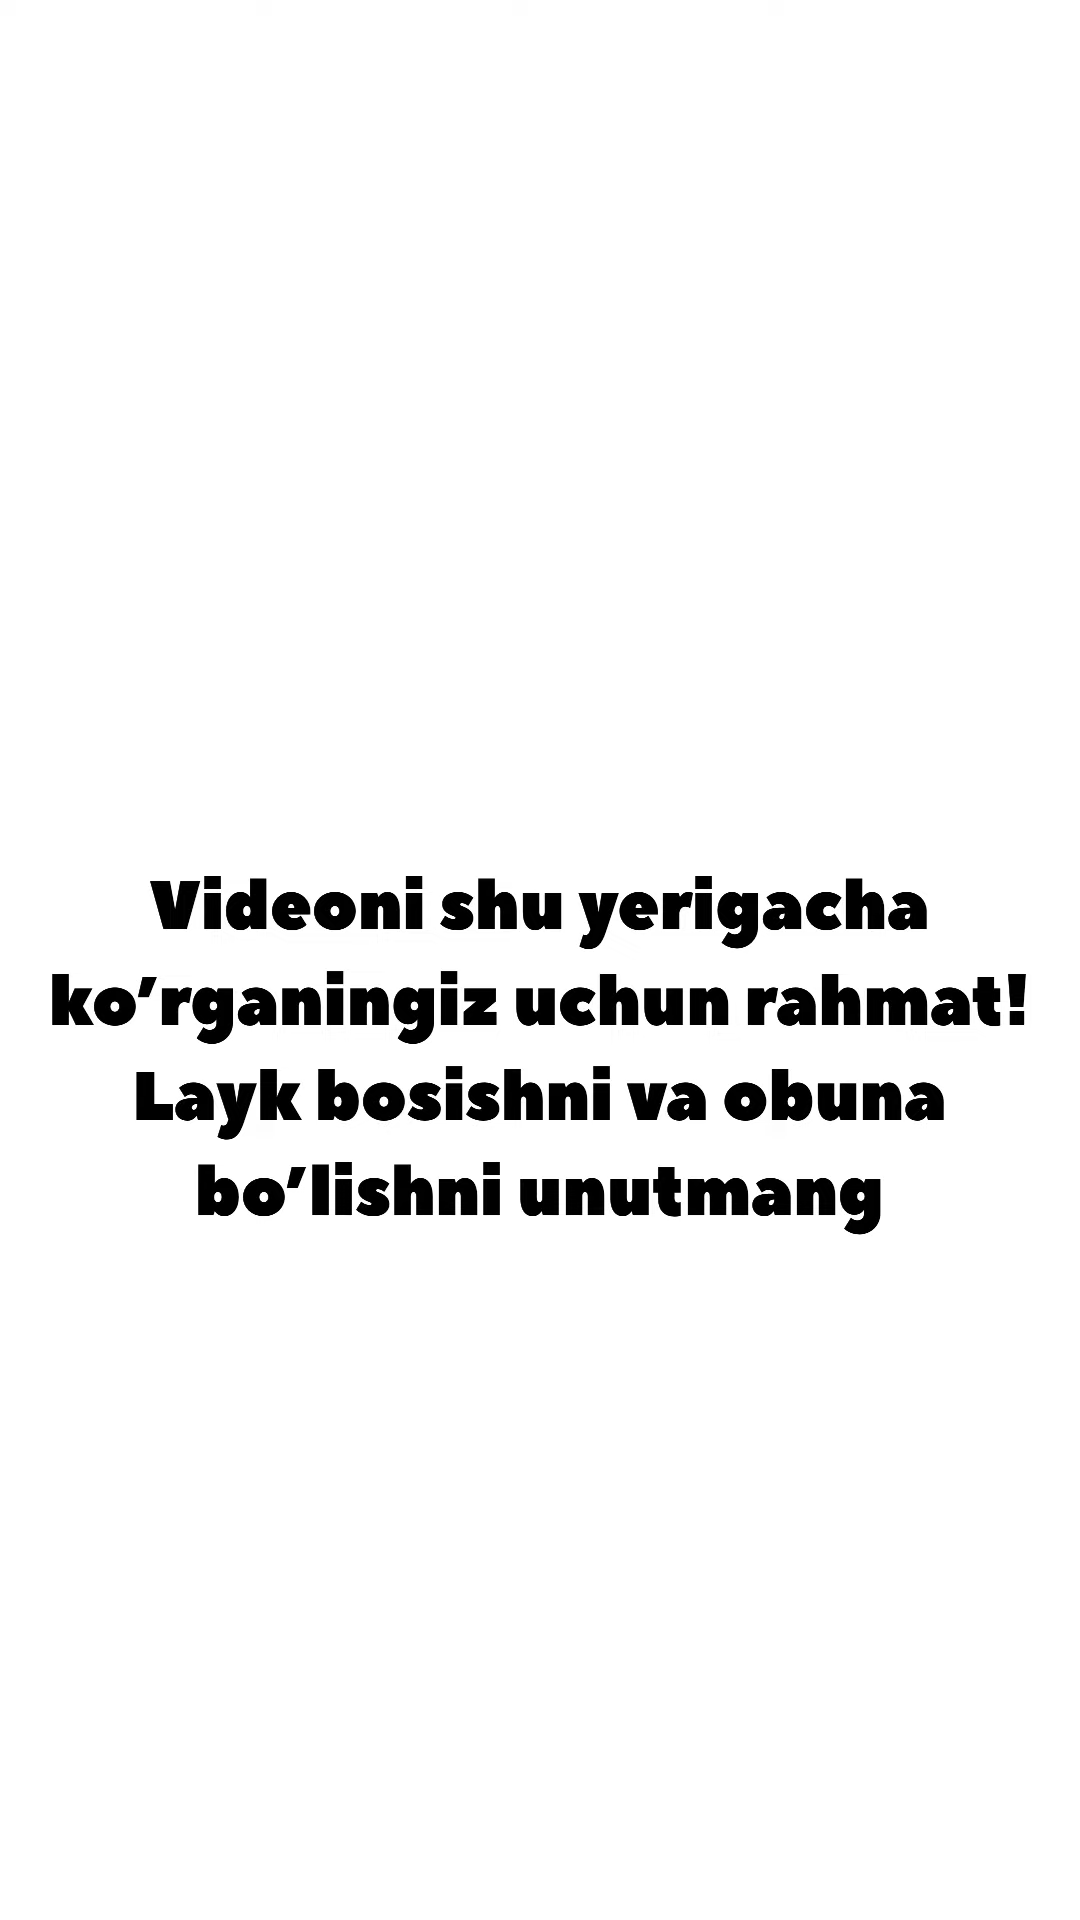 Videoni shu yerigacha
ko’rganingiz uchun rahmat!
Layk bosishni va obuna
bo’lishni unutmang